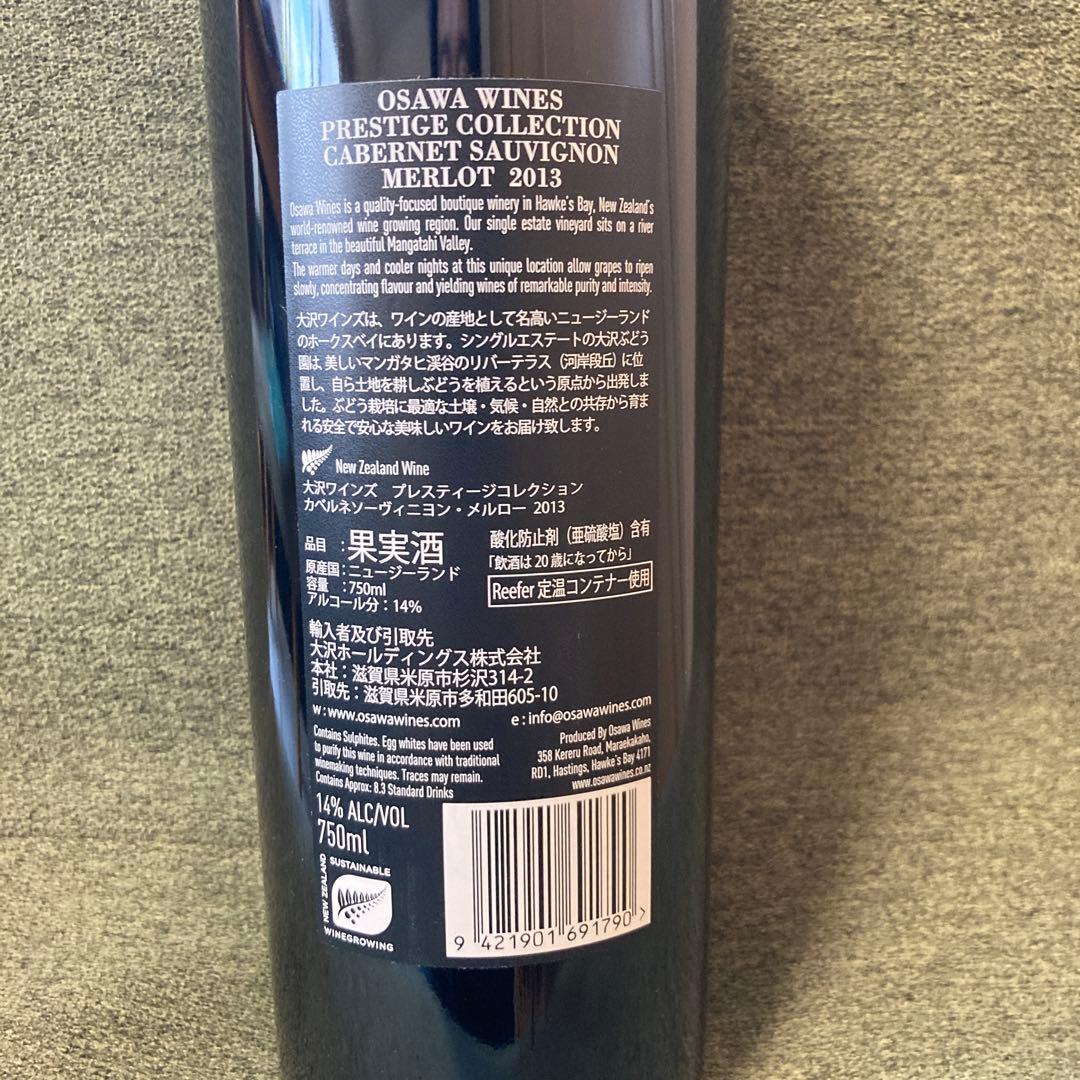 OSAWA WINES
PRESTIGE COLLECTION
CABERNET SAUVIGNON
MERLOT 2013
Osawa Wines is a quality-focused boutique winery in Hawke's Bay, New Zealand's
world-renowned wine growing region. Our single estate vineyard sits on a river
terrace in the beautiful Mangatahi Valley.
The warmer days and cooler nights at this unique location allow grapes to ripen
slowly, concentrating flavour and yielding wines of remarkable purity and intensity.
大沢ワインズは、ワインの産地として名高いニュージーランド
のホークスベイにあります。シングルエステートの大沢ぶどう
園は、美しいマンガタヒ渓谷のリバーテラス（河岸段丘）に位
置し、自ら土地を耕しぶどうを植えるという原点から出発しま
した。ぶどう栽培に最適な土壌・気候・自然との共存から育ま
れる安全で安心な美味しいワインをお届け致します。
New Zealand Wine
大沢ワインズ プレスティージコレクション
カベルネソーヴィニヨン・メルロー 2013
品目 ：果実酒
原産国：ニュージーランド
容量 ：750ml
アルコール分：14%
酸化防止剤（亜硫酸塩）含有
「飲酒は20歳になってから」
Reefer 定温コンテナー使用
輸入者及び引取先
大沢ホールディングス株式会社
本社：滋賀県米原市杉沢314-2
引取先：滋賀県米原市多和田605-10
w：www.osawawines.com
e：info@osawawines.com
Contains Sulphites. Egg whites have been used
to purify this wine in accordance with traditional
winemaking techniques. Traces may remain.
Contains Approx: 8.3 Standard Drinks
Produced By Osawa Wines
358 Kereru Road, Maraekakaho,
RD1, Hastings, Hawke's Bay 4171
www.osawawines.co.nz
14% ALC/VOL
750ml
NEW ZEALAND
SUSTAINABLE
WINEGROWING
9 421901 691790 >